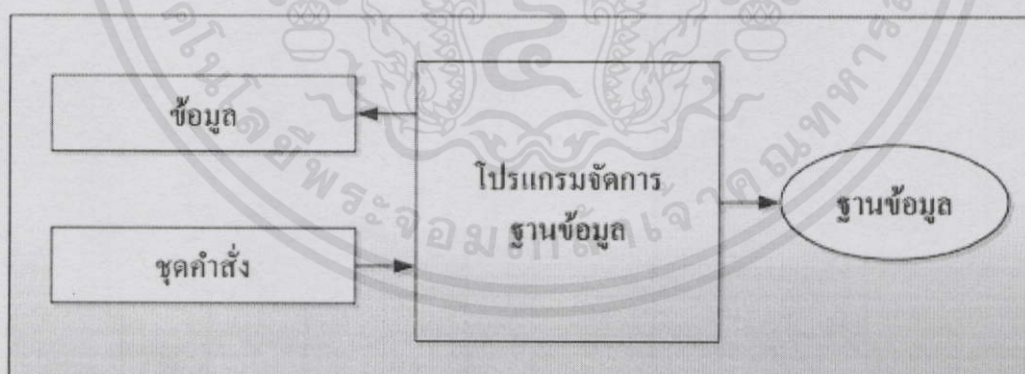 ข้อมูล
โปรแกรมจัดการ
ฐานข้อมูล
ฐานข้อมูล
ชุดคำสั่ง